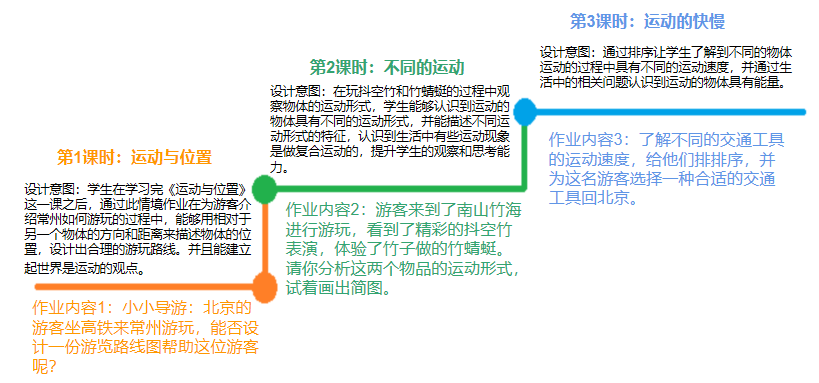 第1课时：运动与位置
设计意图：学生在学习完《运动与位置》
这一课之后，通过此情境作业在为游客介
绍常州如何游玩的过程中，能够用相对于
另一个物体的方向和距离来描述物体的位
置，设计出合理的游玩路线。并且能建立
起世界是运动的观点。
作业内容1：小小导游：北京的
游客坐高铁来常州游玩，能否设
计一份游览路线图帮助这位游客
呢？
第2课时：不同的运动
设计意图：在玩抖空竹和竹蜻蜓的过程中观
察物体的运动形式，学生能够认识到运动的
物体具有不同的运动形式，并能描述不同运
动形式的特征，认识到生活中有些运动现象
是做复合运动的，提升学生的观察和思考能
力。
作业内容2：游客来到了南山竹海
进行游玩，看到了精彩的抖空竹
表演，体验了竹子做的竹蜻蜓。
请你分析这两个物品的运动形式，
试着画出简图。
第3课时：运动的快慢
设计意图：通过排序让学生了解到不同的物体
运动的过程中具有不同的运动速度，并通过生
活中的相关问题认识到运动的物体具有能量。
作业内容3：了解不同的交通工具
的运动速度，给他们排排序，并
为这名游客选择一种合适的交通
工具回北京。